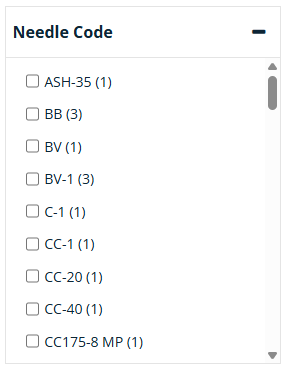 Needle Code
ASH-35 (1)
BB (3)
BV (1)
BV-1 (3)
C-1 (1)
CC-1 (1)
CC-20 (1)
CC-40 (1)
CC175-8 MP (1)